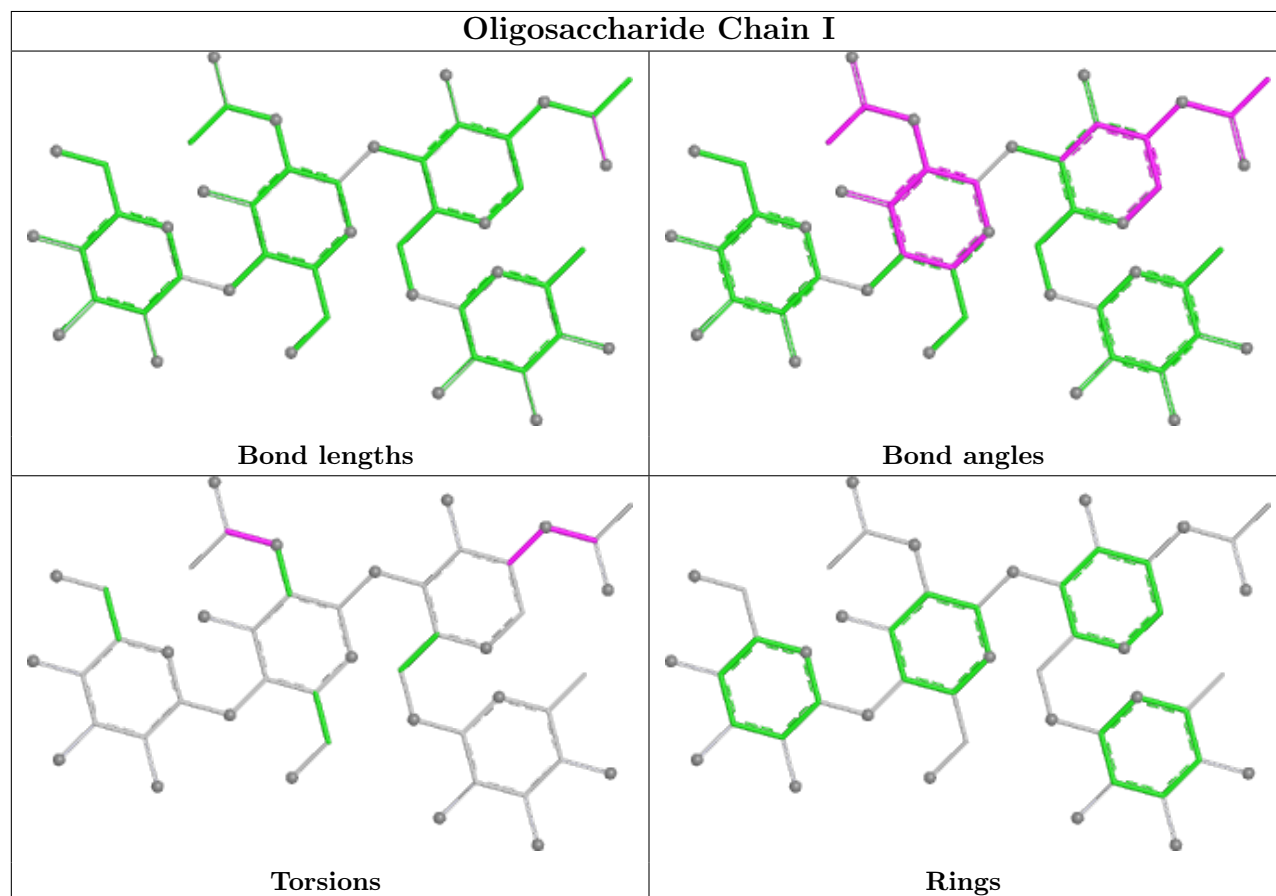 Oligosaccharide Chain I
Bond lengths
Bond angles
Torsions
Rings